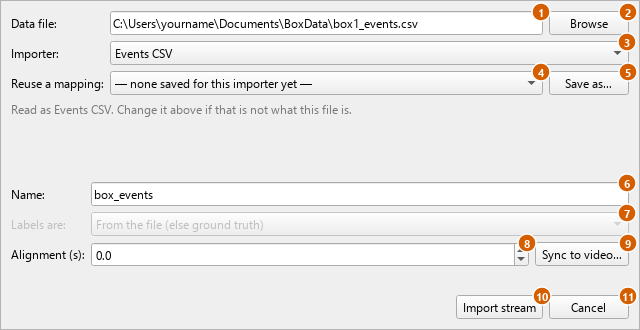 Data file: C:\Users\yourname\Documents\BoxData\box1_events.csv 1 Browse 2
Importer: Events CSV 3
Reuse a mapping: — none saved for this importer yet — 4 Save as... 5
Read as Events CSV. Change it above if that is not what this file is.
Name: box_events 6
Labels are: From the file (else ground truth) 7
Alignment (s): 0.0 8 Sync to video... 9
Import stream 10 Cancel 11